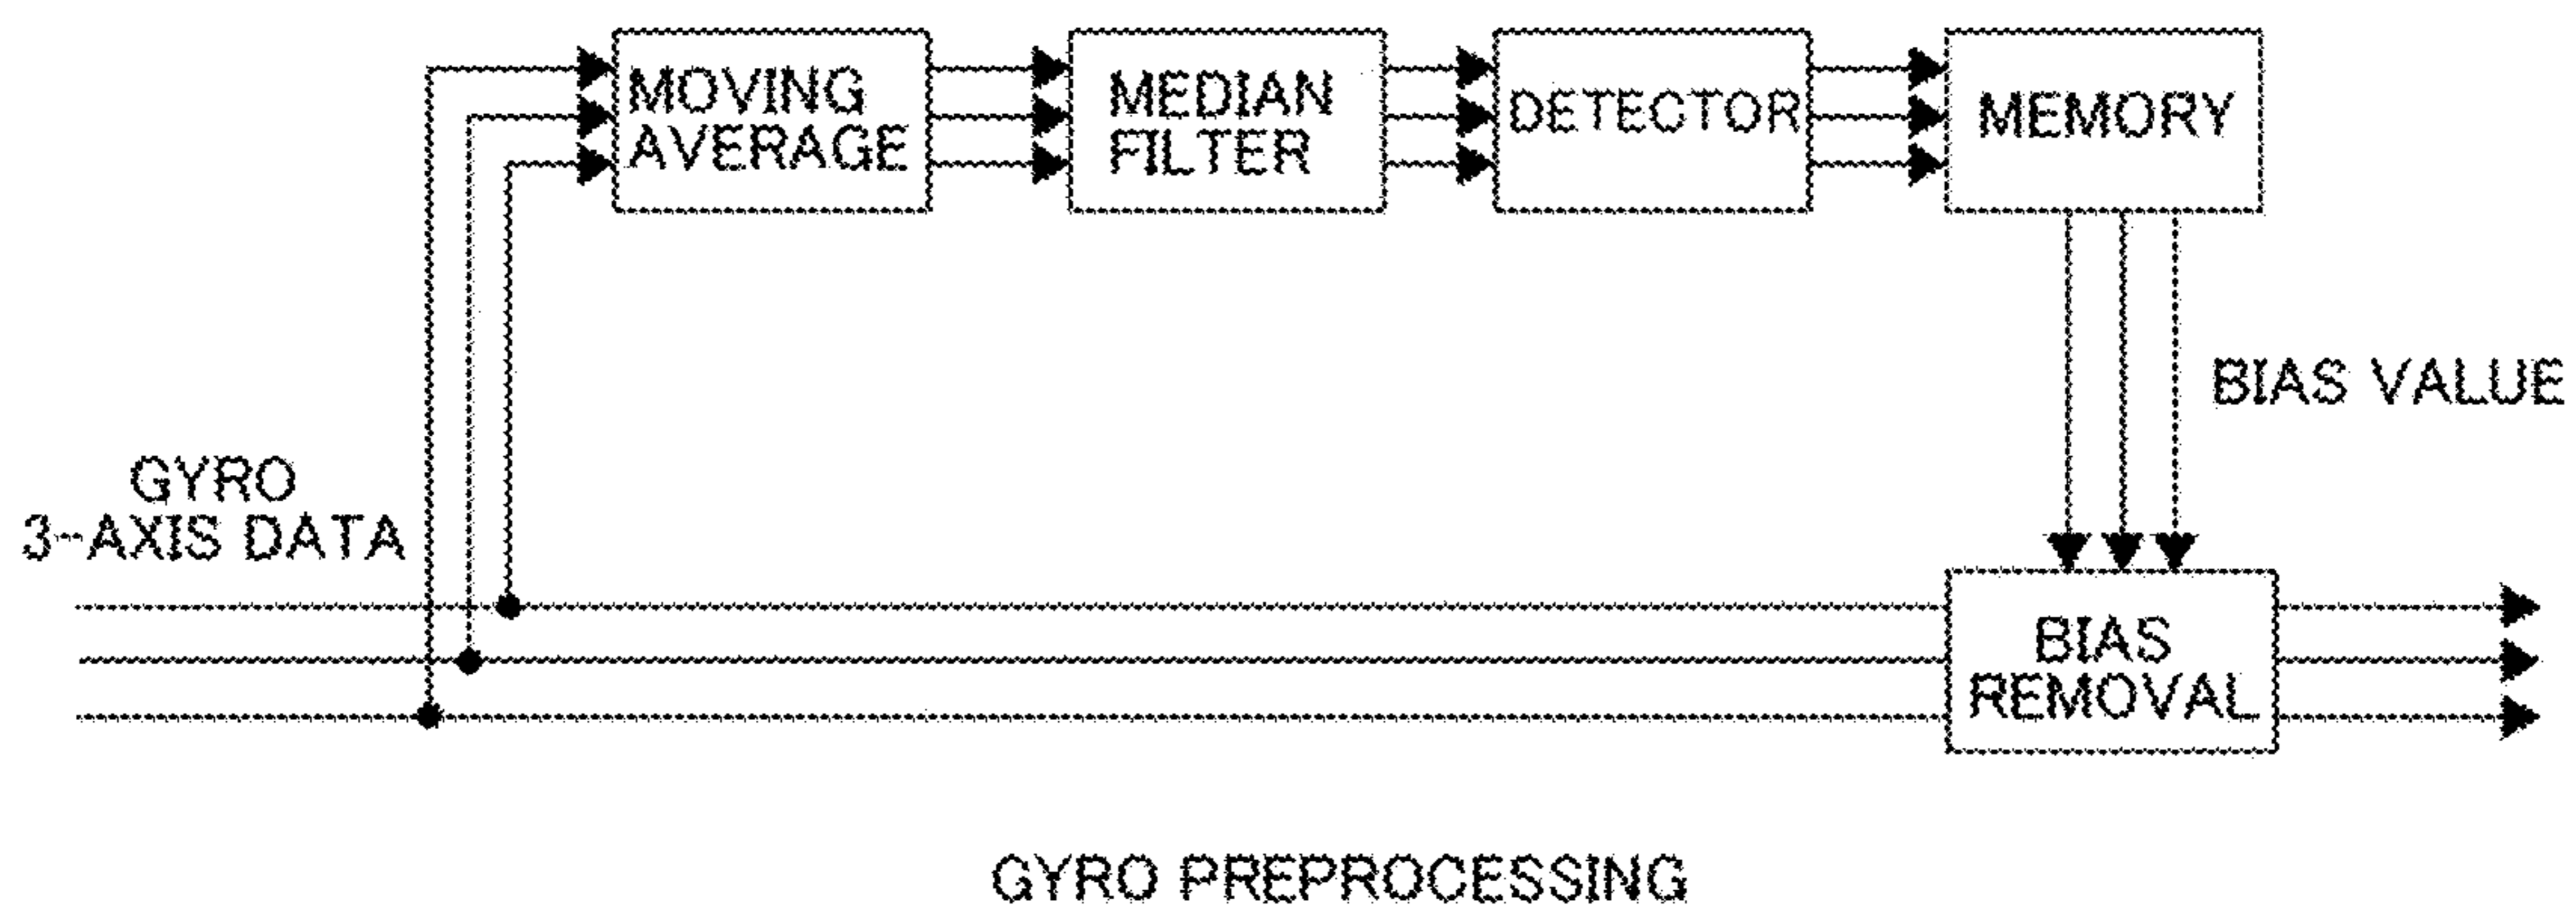 MOVING
AVERAGE
MEDIAN
FILTER
DETECTOR
MEMORY
BIAS VALUE
GYRO
3-AXIS DATA
BIAS
REMOVAL
GYRO PREPROCESSING